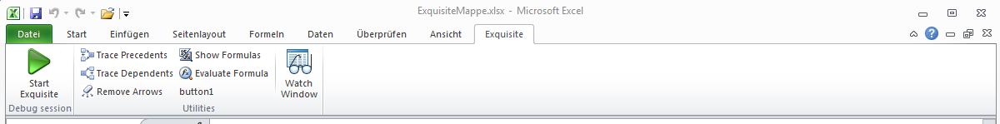 ExquisiteMappe.xlsx - Microsoft Excel
Datei Start Einfügen Seitenlayout Formeln Daten Überprüfen Ansicht Exquisite
Start Exquisite
Trace Precedents
Trace Dependents
Remove Arrows
Show Formulas
Evaluate Formula
button1
Watch Window
Debug session
Utilities